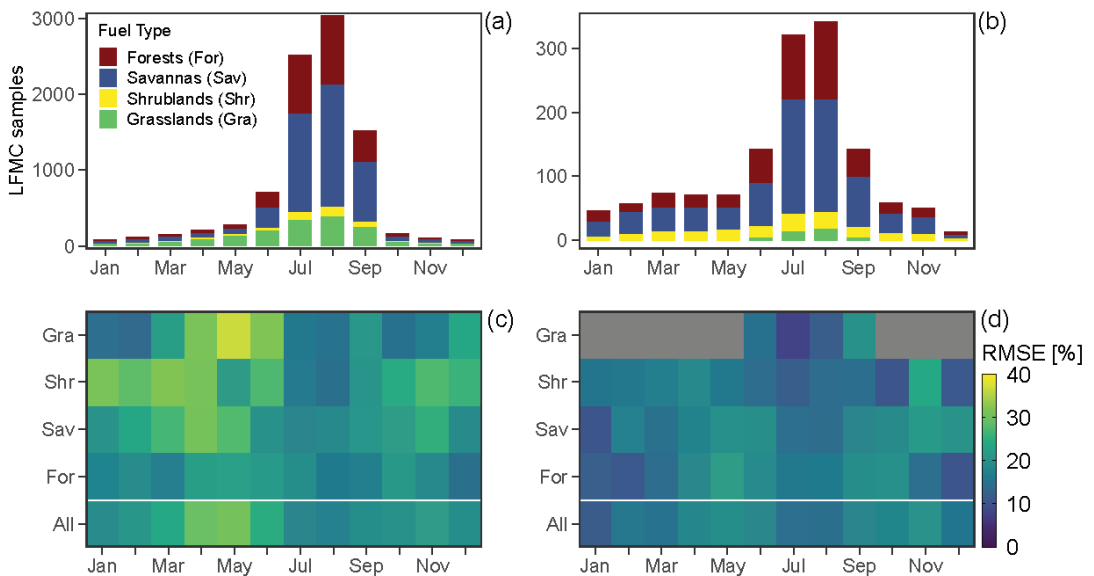 (a)
(b)
3000
2000
1000
0
LFMC samples
Fuel Type
Forests (For)
Savannas (Sav)
Shrublands (Shr)
Grasslands (Gra)
Jan Mar May Jul Sep Nov
300
200
100
0
Jan Mar May Jul Sep Nov
(c)
Gra
Shr
Sav
For
All
Jan Mar May Jul Sep Nov
(d)
Gra
Shr
Sav
For
All
Jan Mar May Jul Sep Nov
RMSE [%]
40
30
20
10
0